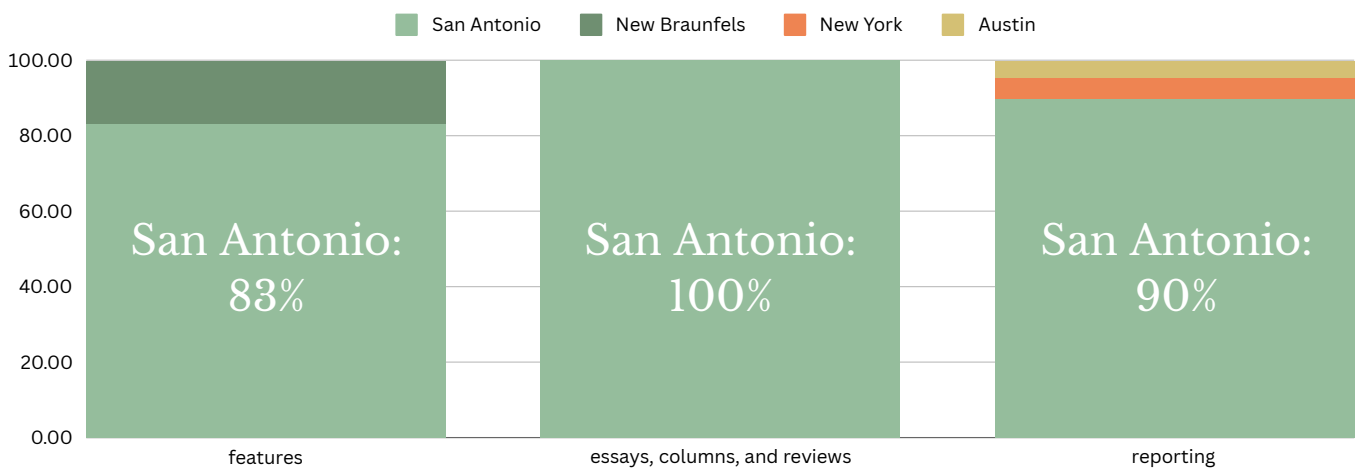 San Antonio New Braunfels New York Austin
100.00
80.00
60.00
40.00
20.00
0.00
San Antonio:
83%
San Antonio:
100%
San Antonio:
90%
features essays, columns, and reviews reporting